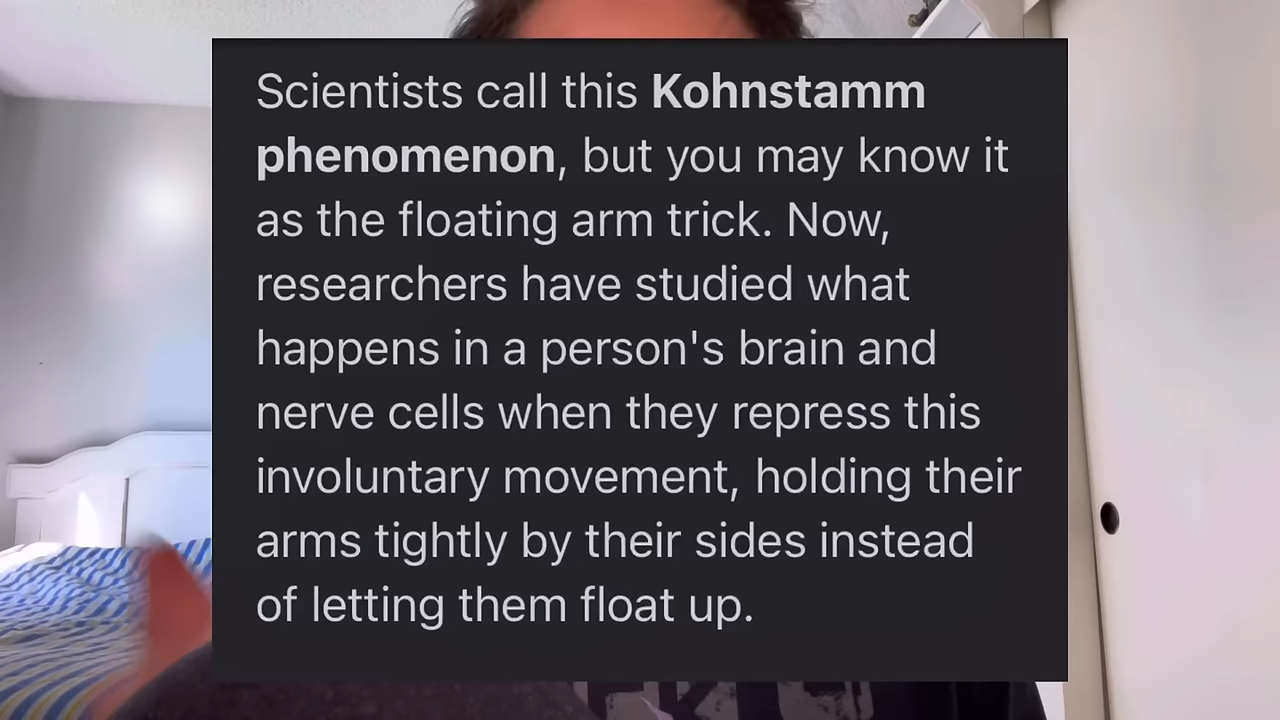 Scientists call this Kohnstamm
phenomenon, but you may know it
as the floating arm trick. Now,
researchers have studied what
happens in a person's brain and
nerve cells when they repress this
involuntary movement, holding their
arms tightly by their sides instead
of letting them float up.